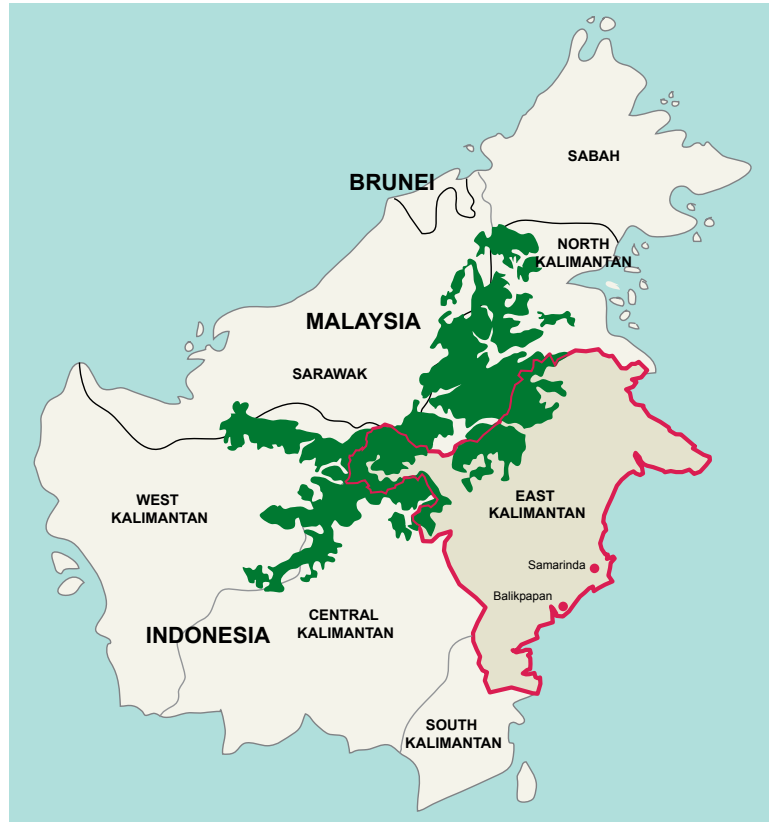 SABAH
BRUNEI
NORTH
KALIMANTAN
MALAYSIA
SARAWAK
WEST
KALIMANTAN
EAST
KALIMANTAN
Samarinda
Balikpapan
CENTRAL
KALIMANTAN
INDONESIA
SOUTH
KALIMANTAN